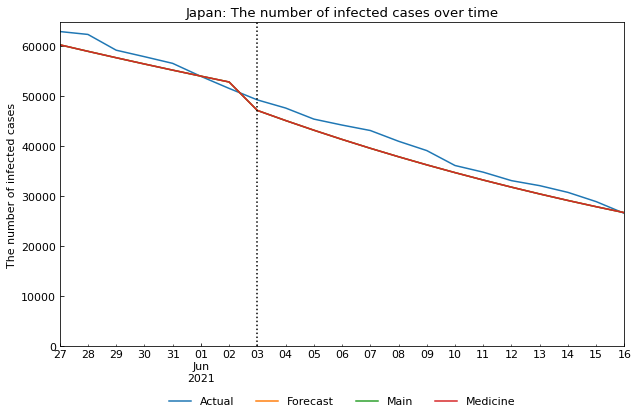 Japan: The number of infected cases over time
The number of infected cases
60000
50000
40000
30000
20000
10000
0
27 28 29 30 31 01 02 03 04 05 06 07 08 09 10 11 12 13 14 15 16
Jun
2021
Actual Forecast Main Medicine